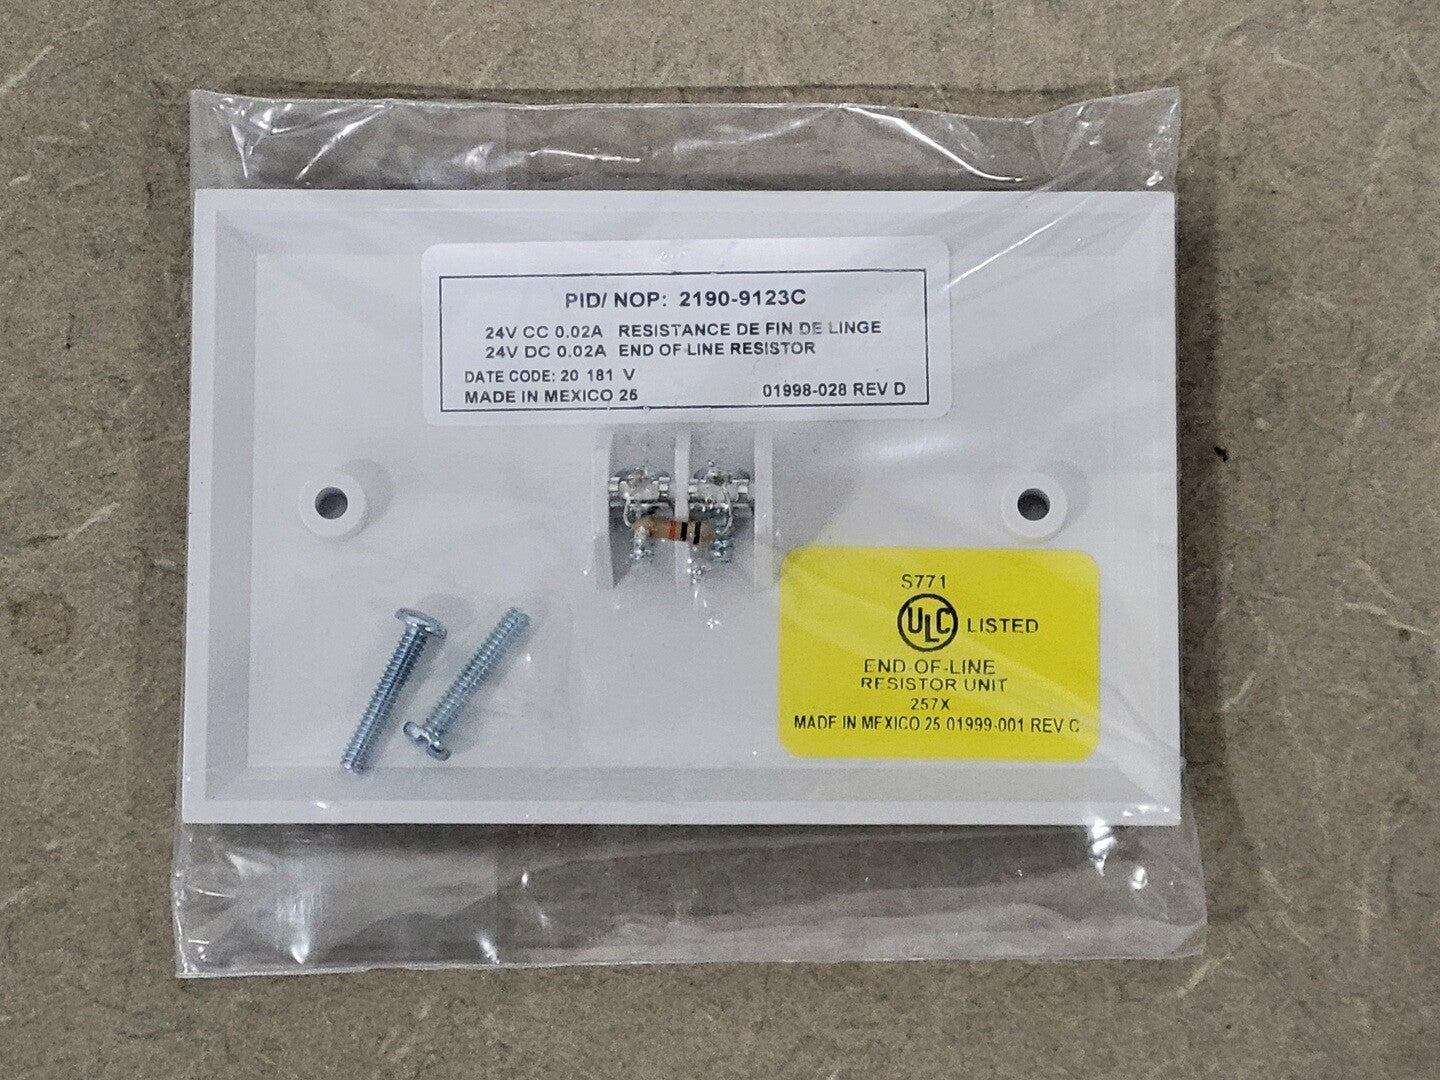 PID/ NOP: 2190-9123C
24V CC 0.02A RESISTANCE DE FIN DE LINGE
24V DC 0.02A END OF LINE RESISTOR
DATE CODE: 20 181 V
MADE IN MEXICO 25
01998-028 REV D
S771
ULC LISTED
END-OF-LINE
RESISTOR UNIT
257X
MADE IN MEXICO 25 01999-001 REV C